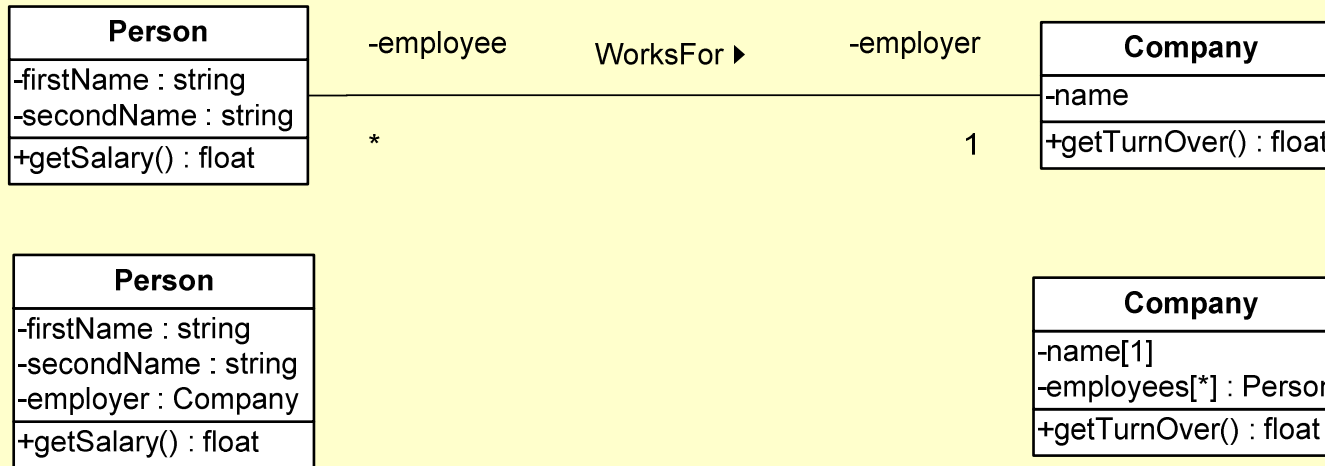 Person
-firstName : string
-secondName : string
+getSalary() : float
-employee
WorksFor ▶
-employer
*
1
Company
-name
+getTurnOver() : float
Person
-firstName : string
-secondName : string
-employer : Company
+getSalary() : float
Company
-name[1]
-employees[*] : Person
+getTurnOver() : float